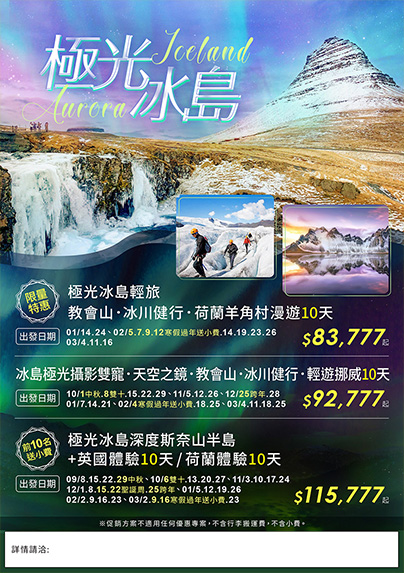 極光冰島
Iceland
Aurora
限量
特惠
極光冰島輕旅
教會山·冰川健行·荷蘭羊角村漫遊10天
出發日期
01/14.24、02/5.7.9.12寒假過年送小費.14.19.23.26
03/4.11.16
$83,777起
冰島極光攝影雙寵·天空之鏡·教會山·冰川健行·輕遊挪威10天
出發日期
10/1中秋.8雙十.15.22.29、11/5.12.26、12/25跨年.28
01/7.14.21、02/4寒假過年送小費.18.25、03/4.11.18.25
$92,777起
前10名
送小費
極光冰島深度斯奈山半島
+英國體驗10天/荷蘭體驗10天
出發日期
09/8.15.22.29中秋、10/6雙十.13.20.27、11/3.10.17.24
12/1.8.15.22聖誕周.25跨年、01/5.12.19.26
02/2.9.16.23、03/2.9.16寒假過年送小費.23
$115,777起
※促銷方案不適用任何優惠專案,不含行李搬運費,不含小費。
詳情請洽: